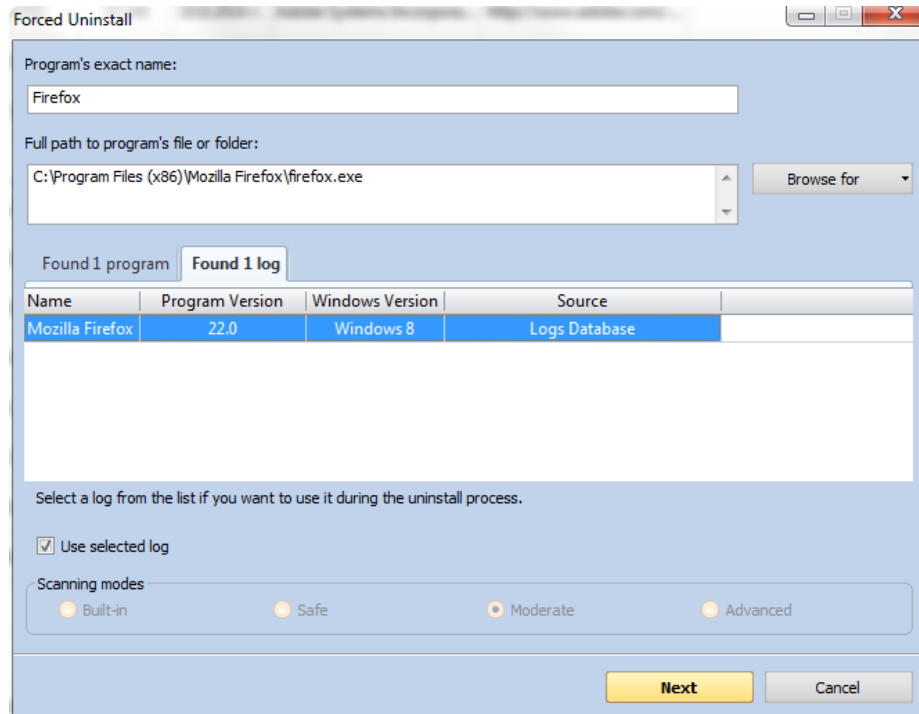 Forced Uninstall
Program's exact name:
Firefox
Full path to program's file or folder:
C:\Program Files (x86)\Mozilla Firefox\firefox.exe
Browse for
Found 1 program Found 1 log
Name Program Version Windows Version Source
Mozilla Firefox 22.0 Windows 8 Logs Database
Select a log from the list if you want to use it during the uninstall process.
Use selected log
Scanning modes
Built-in Safe Moderate Advanced
Next Cancel